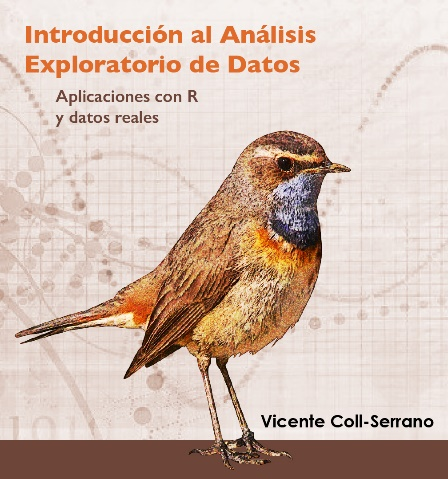 Introducción al Análisis
Exploratorio de Datos
Aplicaciones con R
y datos reales
Vicente Coll-Serrano